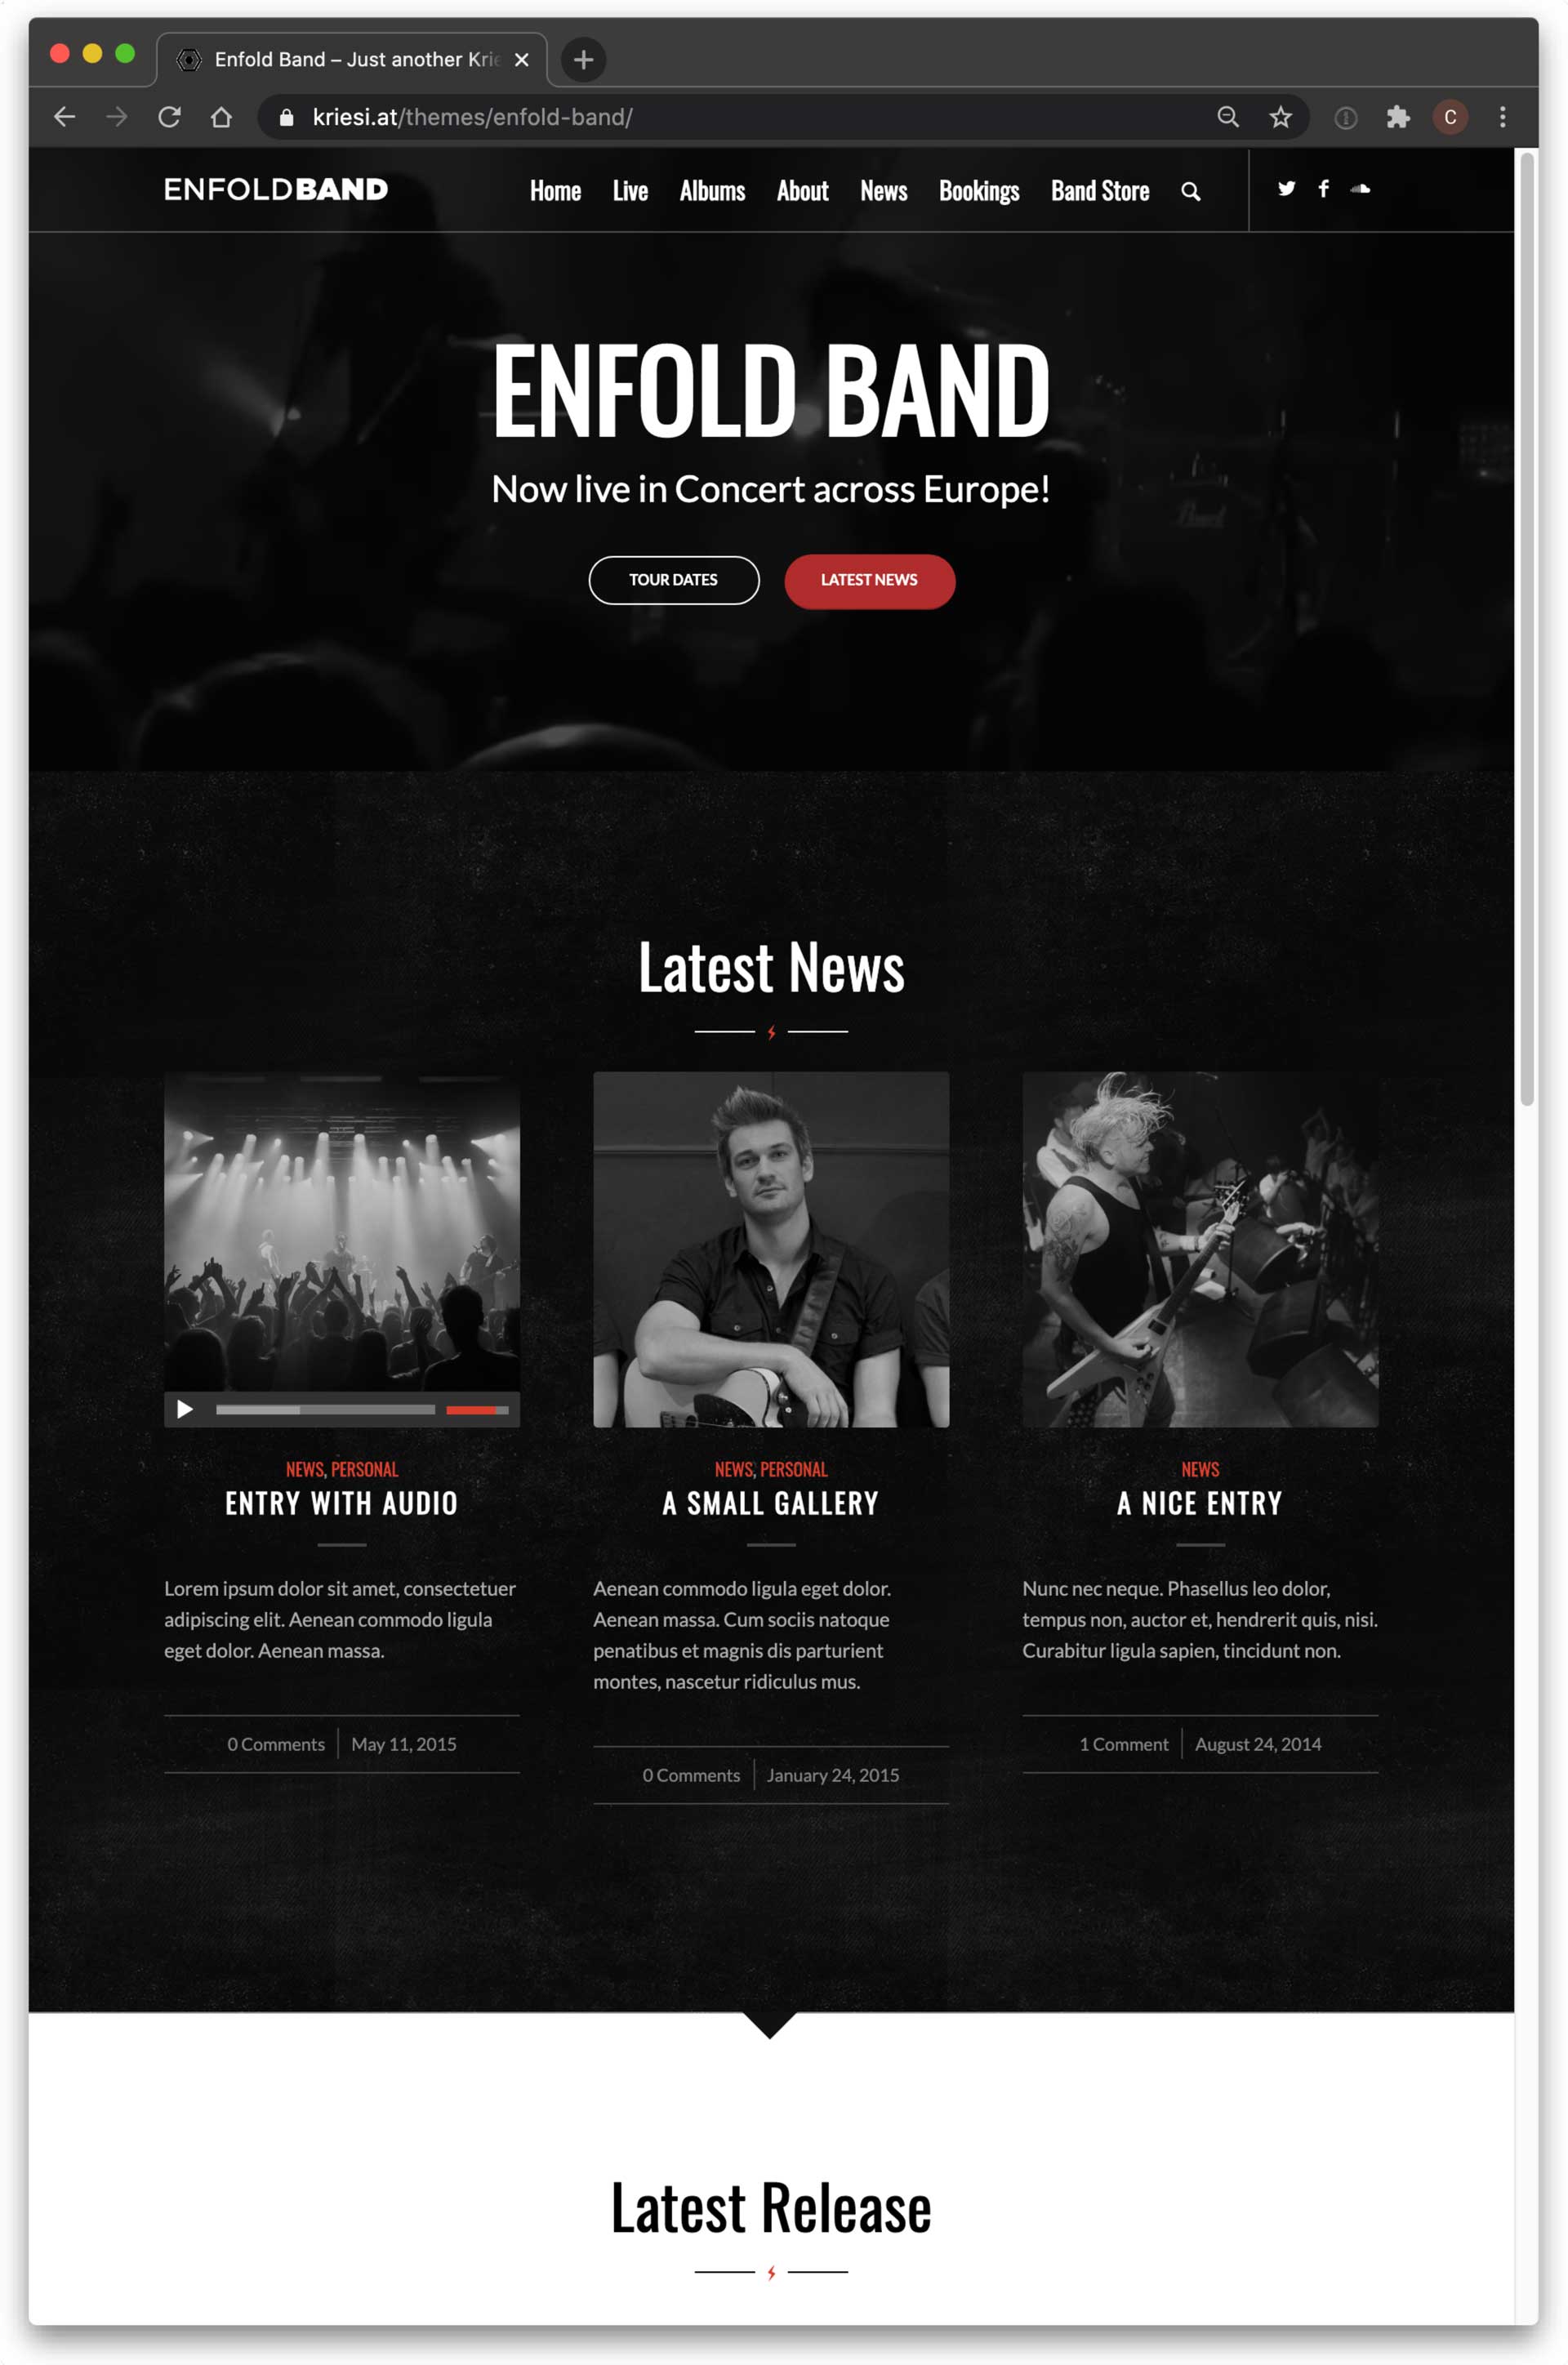 Enfold Band – Just another Krie
kriesi.at/themes/enfold-band/
C
ENFOLDBAND
Home Live Albums About News Bookings Band Store
ENFOLD BAND
Now live in Concert across Europe!
TOUR DATES LATEST NEWS
Pearl
Latest News
NEWS, PERSONAL
ENTRY WITH AUDIO
Lorem ipsum dolor sit amet, consectetuer
adipiscing elit. Aenean commodo ligula
eget dolor. Aenean massa.
0 Comments May 11, 2015
NEWS, PERSONAL
A SMALL GALLERY
Aenean commodo ligula eget dolor.
Aenean massa. Cum sociis natoque
penatibus et magnis dis parturient
montes, nascetur ridiculus mus.
0 Comments January 24, 2015
NEWS
A NICE ENTRY
Nunc nec neque. Phasellus leo dolor,
tempus non, auctor et, hendrerit quis, nisi.
Curabitur ligula sapien, tincidunt non.
1 Comment August 24, 2014
Latest Release